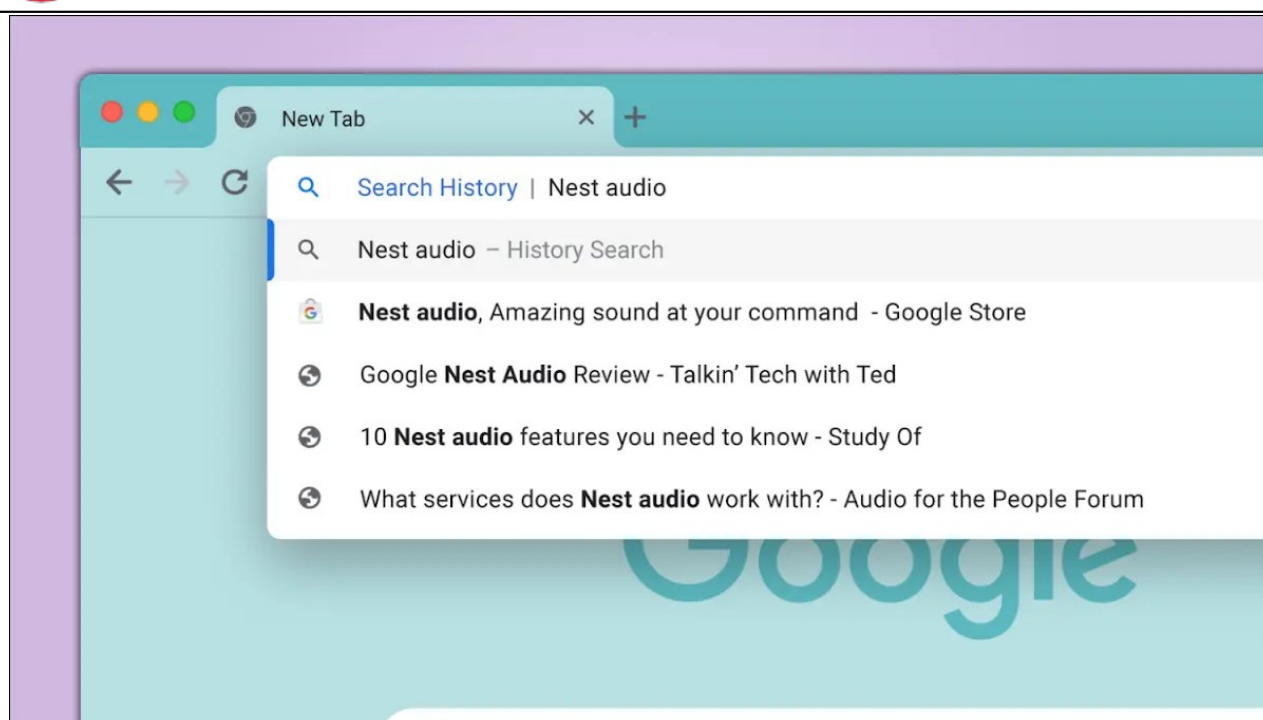 New Tab
Search History | Nest audio
Nest audio – History Search
Nest audio, Amazing sound at your command - Google Store
Google Nest Audio Review - Talkin’ Tech with Ted
10 Nest audio features you need to know - Study Of
What services does Nest audio work with? - Audio for the People Forum
Google